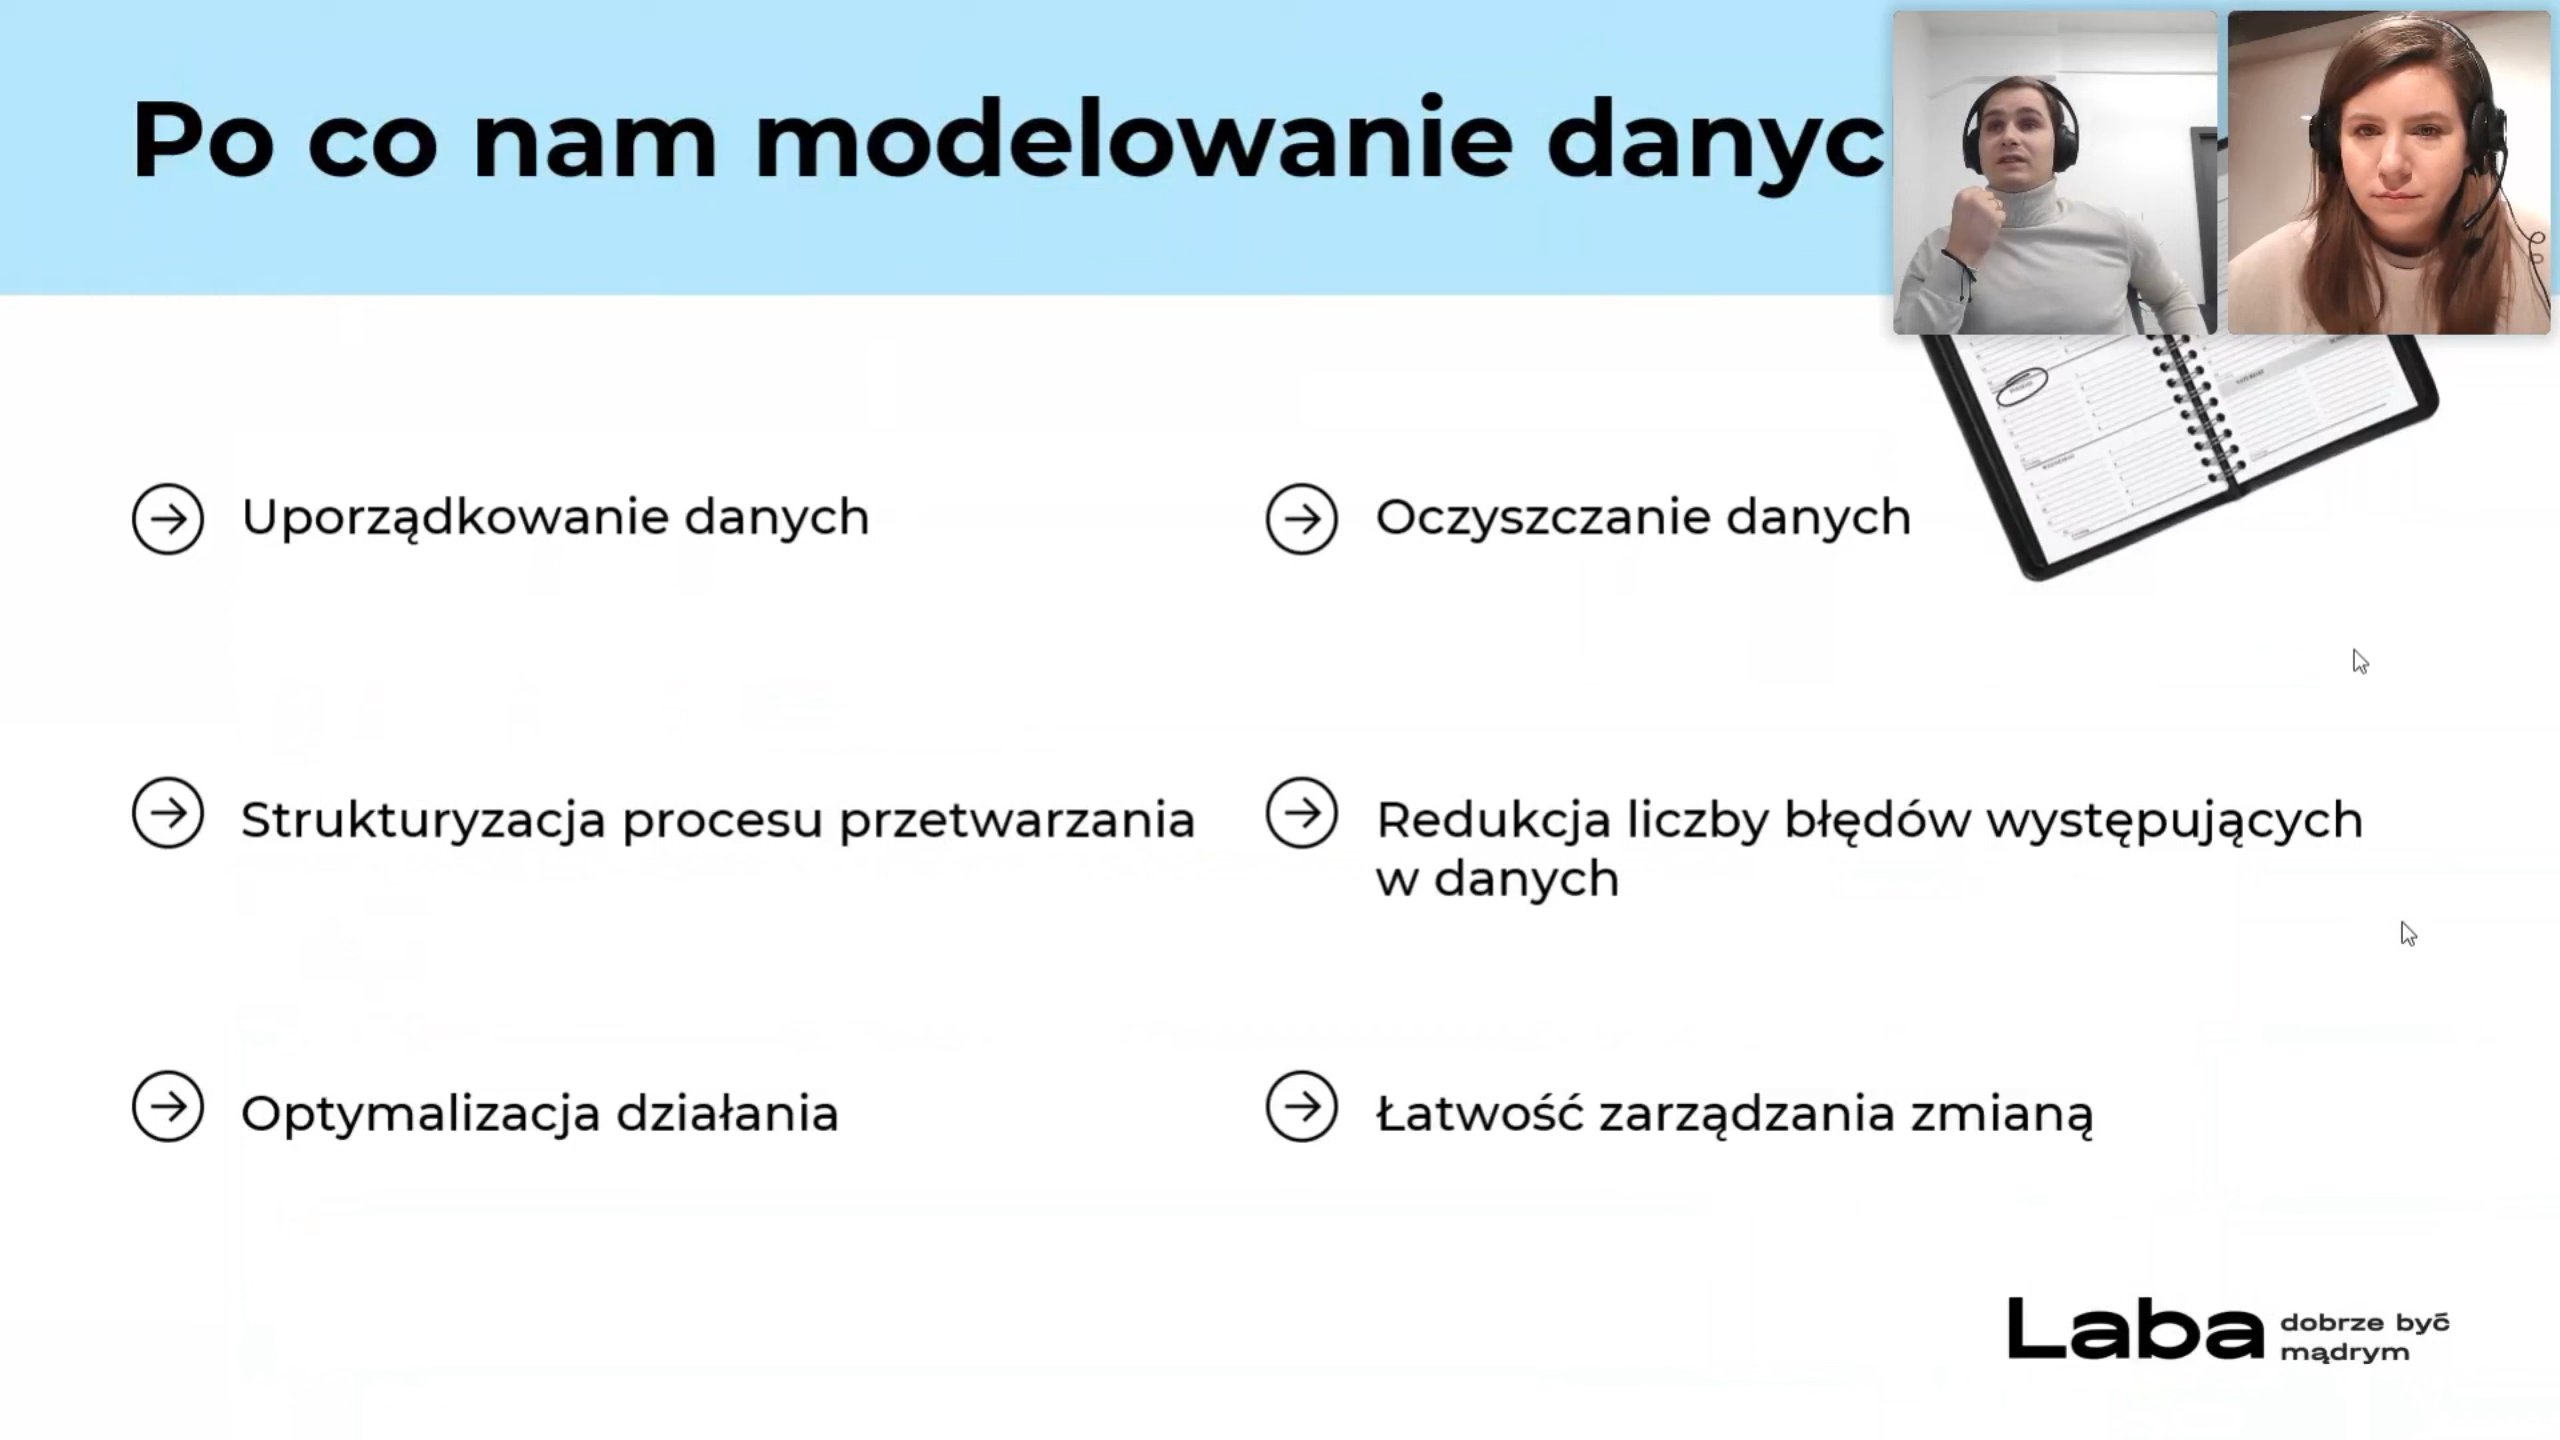 Po co nam modelowanie danyc
Uporządkowanie danych
Oczyszczanie danych
Strukturyzacja procesu przetwarzania
Redukcja liczby błędów występujących
w danych
Optymalizacja działania
Łatwość zarządzania zmianą
Laba
dobrze być
mądrym